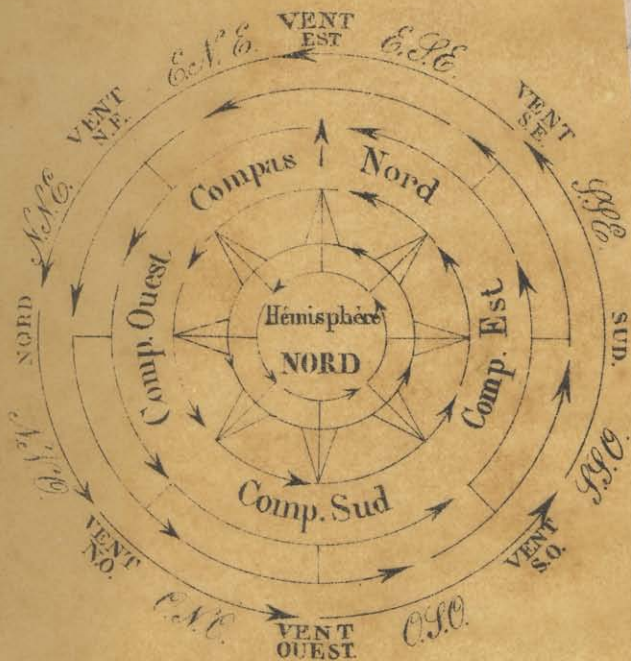 VENT
EST
E.S.E.
VENT
S.E.
S.S.E.
SUD.
S.S.O.
VENT
S.O.
O.S.O.
VENT
OUEST.
O.N.O.
VENT
N.O.
N.N.O.
NORD
N.N.E.
VENT
N.E.
E.N.E.
Compas Nord
Comp. Est
Comp. Sud
Comp. Ouest
Hémisphère
NORD